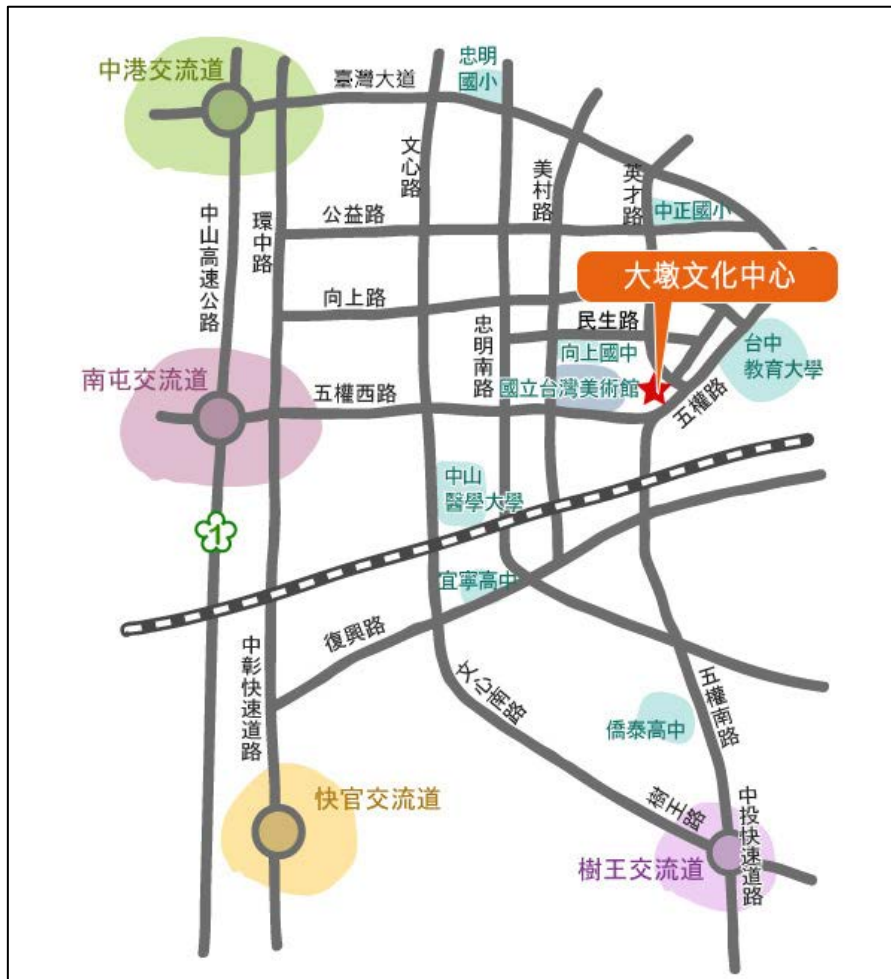 忠明
國小
中港交流道
臺灣大道
文心路
美村路
英才路
中正國小
中山高速公路
環中路
公益路
大墩文化中心
向上路
民生路
忠明南路
向上國中
台中
教育大學
南屯交流道
五權西路
國立台灣美術館
五權路
中山
醫學大學
1
宜寧高中
復興路
中彰快速道路
文心南路
五權南路
僑泰高中
快官交流道
樹王路
中投快速道路
樹王交流道